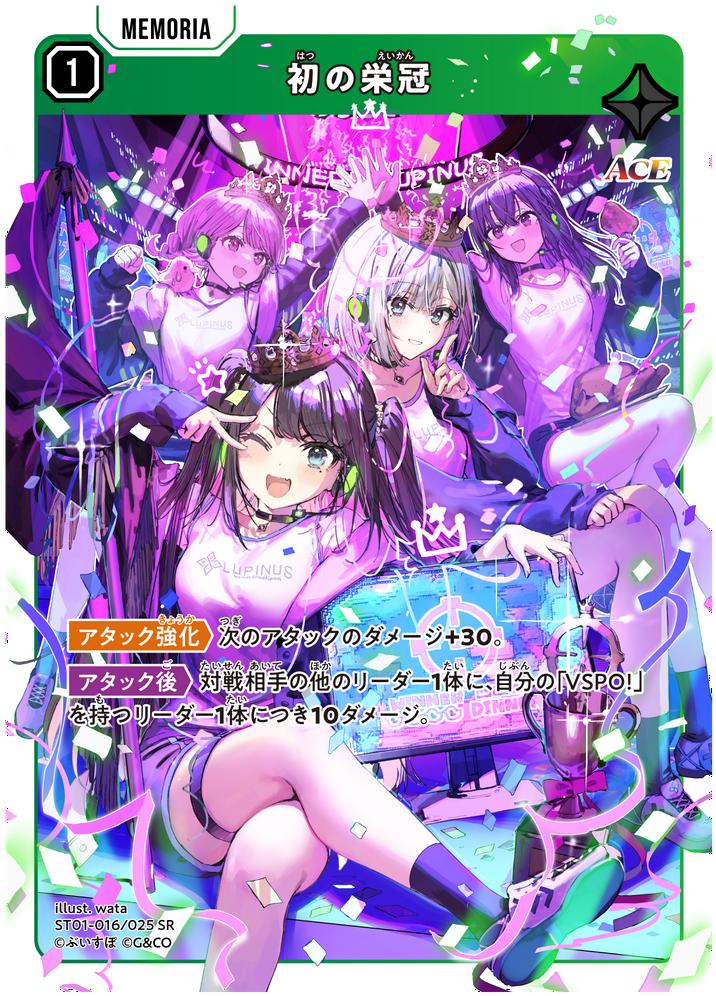 MEMORIA
1
初の栄冠
はつ えいかん
ACE
WINNER LUPINUS
LUPINUS
LUPINUS
LUPINUS
LUPINUS
アタック強化 次のアタックのダメージ+30。
きょうか つぎ
アタック後 対戦相手の他のリーダー1体に、自分の「VSPO!」
ご たいせん あいて ほか たい じぶん
を持つリーダー1体につき10ダメージ。
も たい
WINNER
DINNER
illust. wata
ST01-016/025 SR
©ぶいすぽ ©G&CO